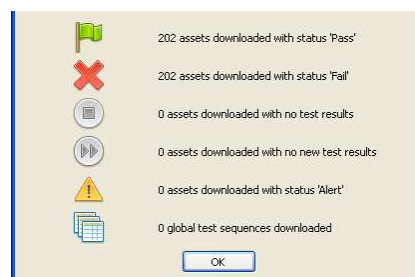 202 assets downloaded with status 'Pass'
202 assets downloaded with status 'Fail'
0 assets downloaded with no test results
0 assets downloaded with no new test results
0 assets downloaded with status 'Alert'
0 global test sequences downloaded
OK